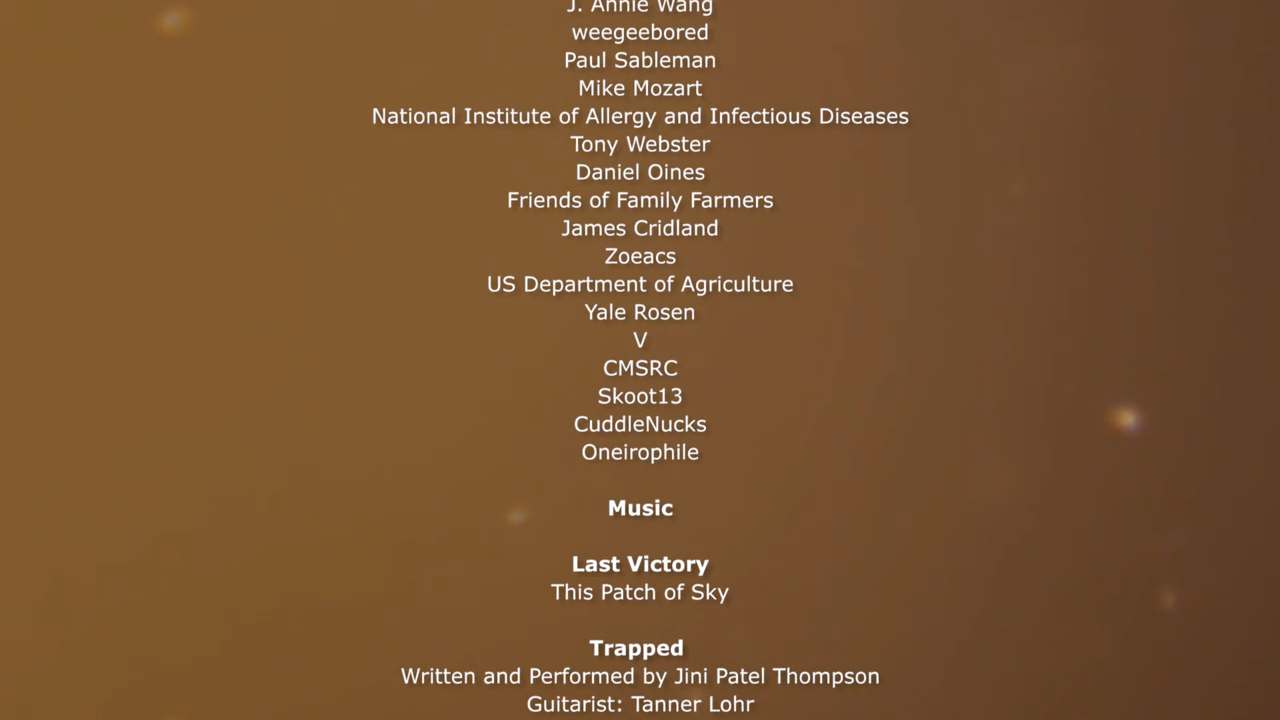 J. Annie Wang
weegeebored
Paul Sableman
Mike Mozart
National Institute of Allergy and Infectious Diseases
Tony Webster
Daniel Oines
Friends of Family Farmers
James Cridland
Zoeacs
US Department of Agriculture
Yale Rosen
V
CMSRC
Skoot13
CuddleNucks
Oneirophile
Music
Last Victory
This Patch of Sky
Trapped
Written and Performed by Jini Patel Thompson
Guitarist: Tanner Lohr